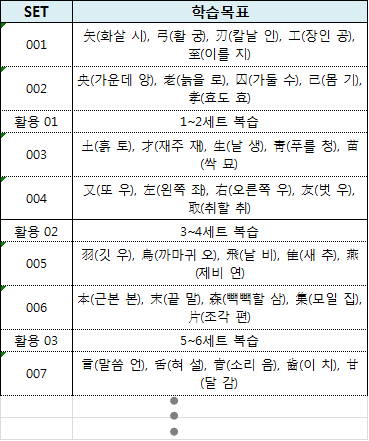 SET 학습목표
001 矢(화살 시), 弓(활 궁), 刃(칼날 인), 工(장인 공),
至(이를 지)
002 央(가운데 앙), 老(늙을 로), 囚(가둘 수), 己(몸 기),
孝(효도 효)
활용 01 1~2세트 복습
003 土(흙 토), 才(재주 재), 生(날 생), 靑(푸를 청), 苗
(싹 묘)
004 又(또 우), 左(왼쪽 좌), 右(오른쪽 우), 友(벗 우),
取(취할 취)
활용 02 3~4세트 복습
005 羽(깃 우), 烏(까마귀 오), 飛(날 비), 隹(새 추), 燕
(제비 연)
006 本(근본 본), 末(끝 말), 森(빽빽할 삼), 集(모일 집),
片(조각 편)
활용 03 5~6세트 복습
007 言(말씀 언), 舌(혀 설), 音(소리 음), 齒(이 치), 甘
(달 감)